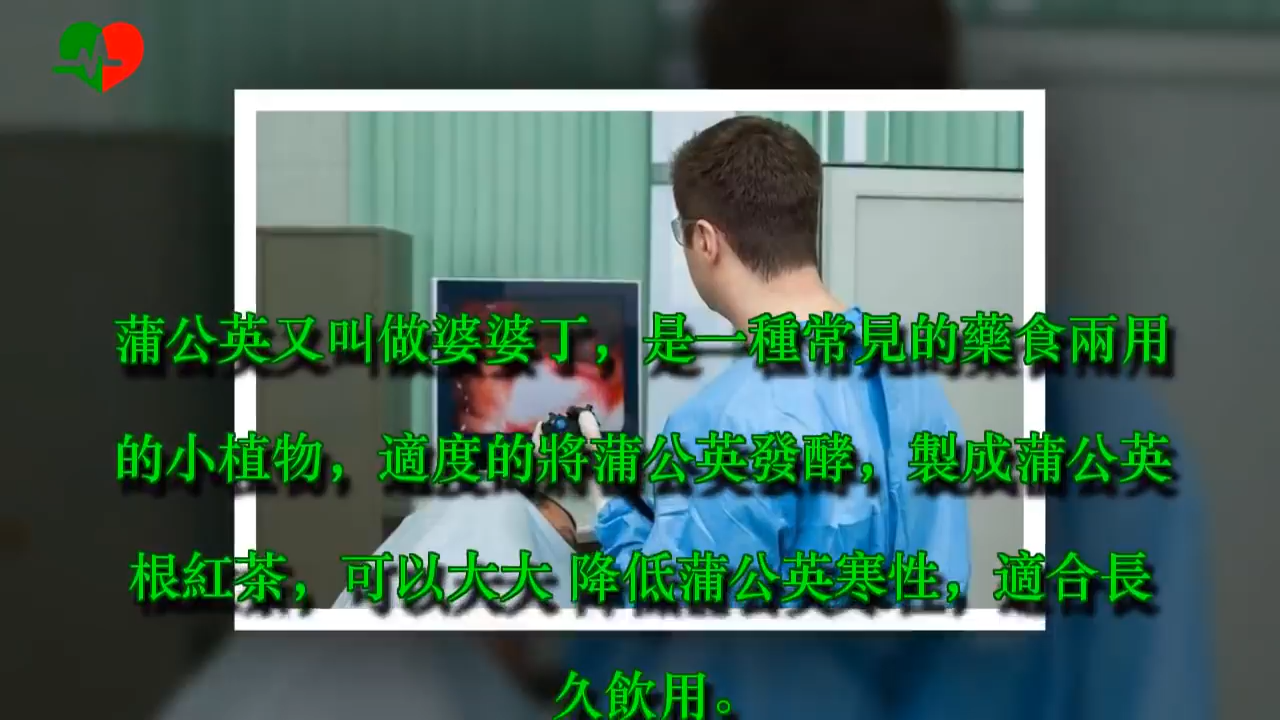 蒲公英又叫做婆婆丁，是一種常見的藥食兩用
的小植物，適度的將蒲公英發酵，製成蒲公英
根紅茶，可以大大 降低蒲公英寒性，適合長
久飲用。